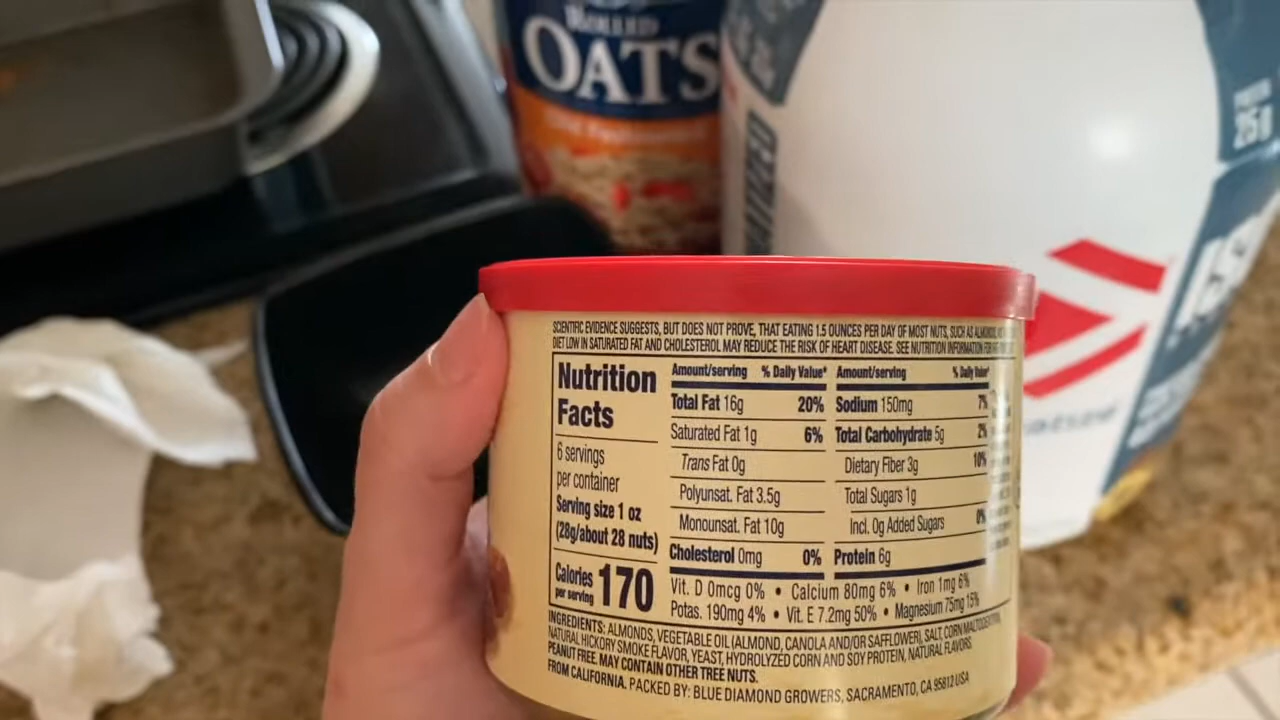 ROLLED
OATS
PROTEIN
25g
SCIENTIFIC EVIDENCE SUGGESTS, BUT DOES NOT PROVE, THAT EATING 1.5 OUNCES PER DAY OF MOST NUTS, SUCH AS ALMONDS,
DIET LOW IN SATURATED FAT AND CHOLESTEROL MAY REDUCE THE RISK OF HEART DISEASE. SEE NUTRITION INFORMATION FOR
Nutrition
Facts
6 servings
per container
Serving size 1 oz
(28g/about 28 nuts)
Calories
per serving 170
Amount/serving % Daily Value*
Total Fat 16g 20%
Saturated Fat 1g 6%
Trans Fat 0g
Polyunsat. Fat 3.5g
Monounsat. Fat 10g
Cholesterol 0mg 0%
Amount/serving % Daily Value*
Sodium 150mg 7%
Total Carbohydrate 5g 2%
Dietary Fiber 3g 10%
Total Sugars 1g
Incl. 0g Added Sugars 0%
Protein 6g
Vit. D 0mcg 0% • Calcium 80mg 6% • Iron 1mg 6%
Potas. 190mg 4% • Vit. E 7.2mg 50% • Magnesium 75mg 15%
INGREDIENTS: ALMONDS, VEGETABLE OIL (ALMOND, CANOLA AND/OR SAFFLOWER), SALT, CORN MALTODEXTRIN,
NATURAL HICKORY SMOKE FLAVOR, YEAST, HYDROLYZED CORN AND SOY PROTEIN, NATURAL FLAVORS.
PEANUT FREE. MAY CONTAIN OTHER TREE NUTS.
FROM CALIFORNIA. PACKED BY: BLUE DIAMOND GROWERS, SACRAMENTO, CA 95812 USA